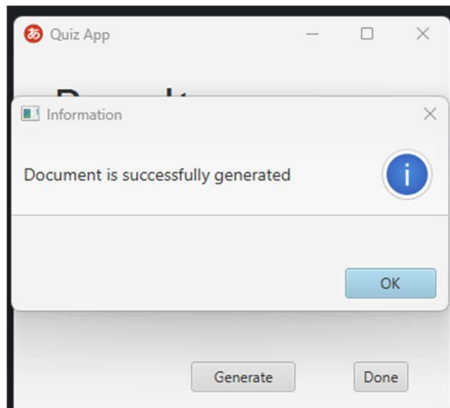 あ Quiz App
Information
Document is successfully generated
i
OK
Generate Done